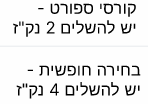 קורסי ספורט -
יש להשלים 2 נק"ז
בחירה חופשית -
יש להשלים 4 נק"ז